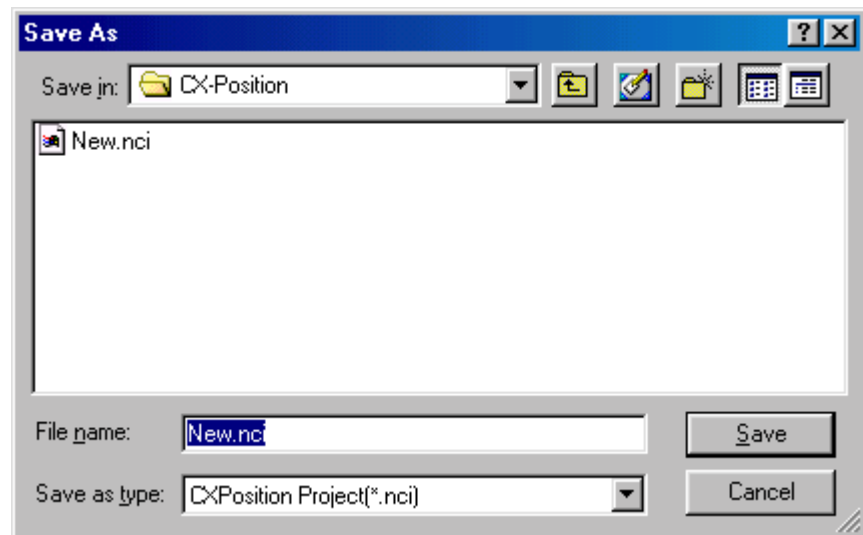 Save As
Save in: CX-Position
New.nci
File name: New.nci Save
Save as type: CXPosition Project(*.nci) Cancel